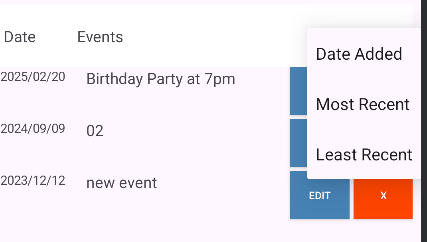 Date Events
Date Added
2025/02/20 Birthday Party at 7pm
Most Recent
2024/09/09 02
Least Recent
2023/12/12 new event
EDIT X